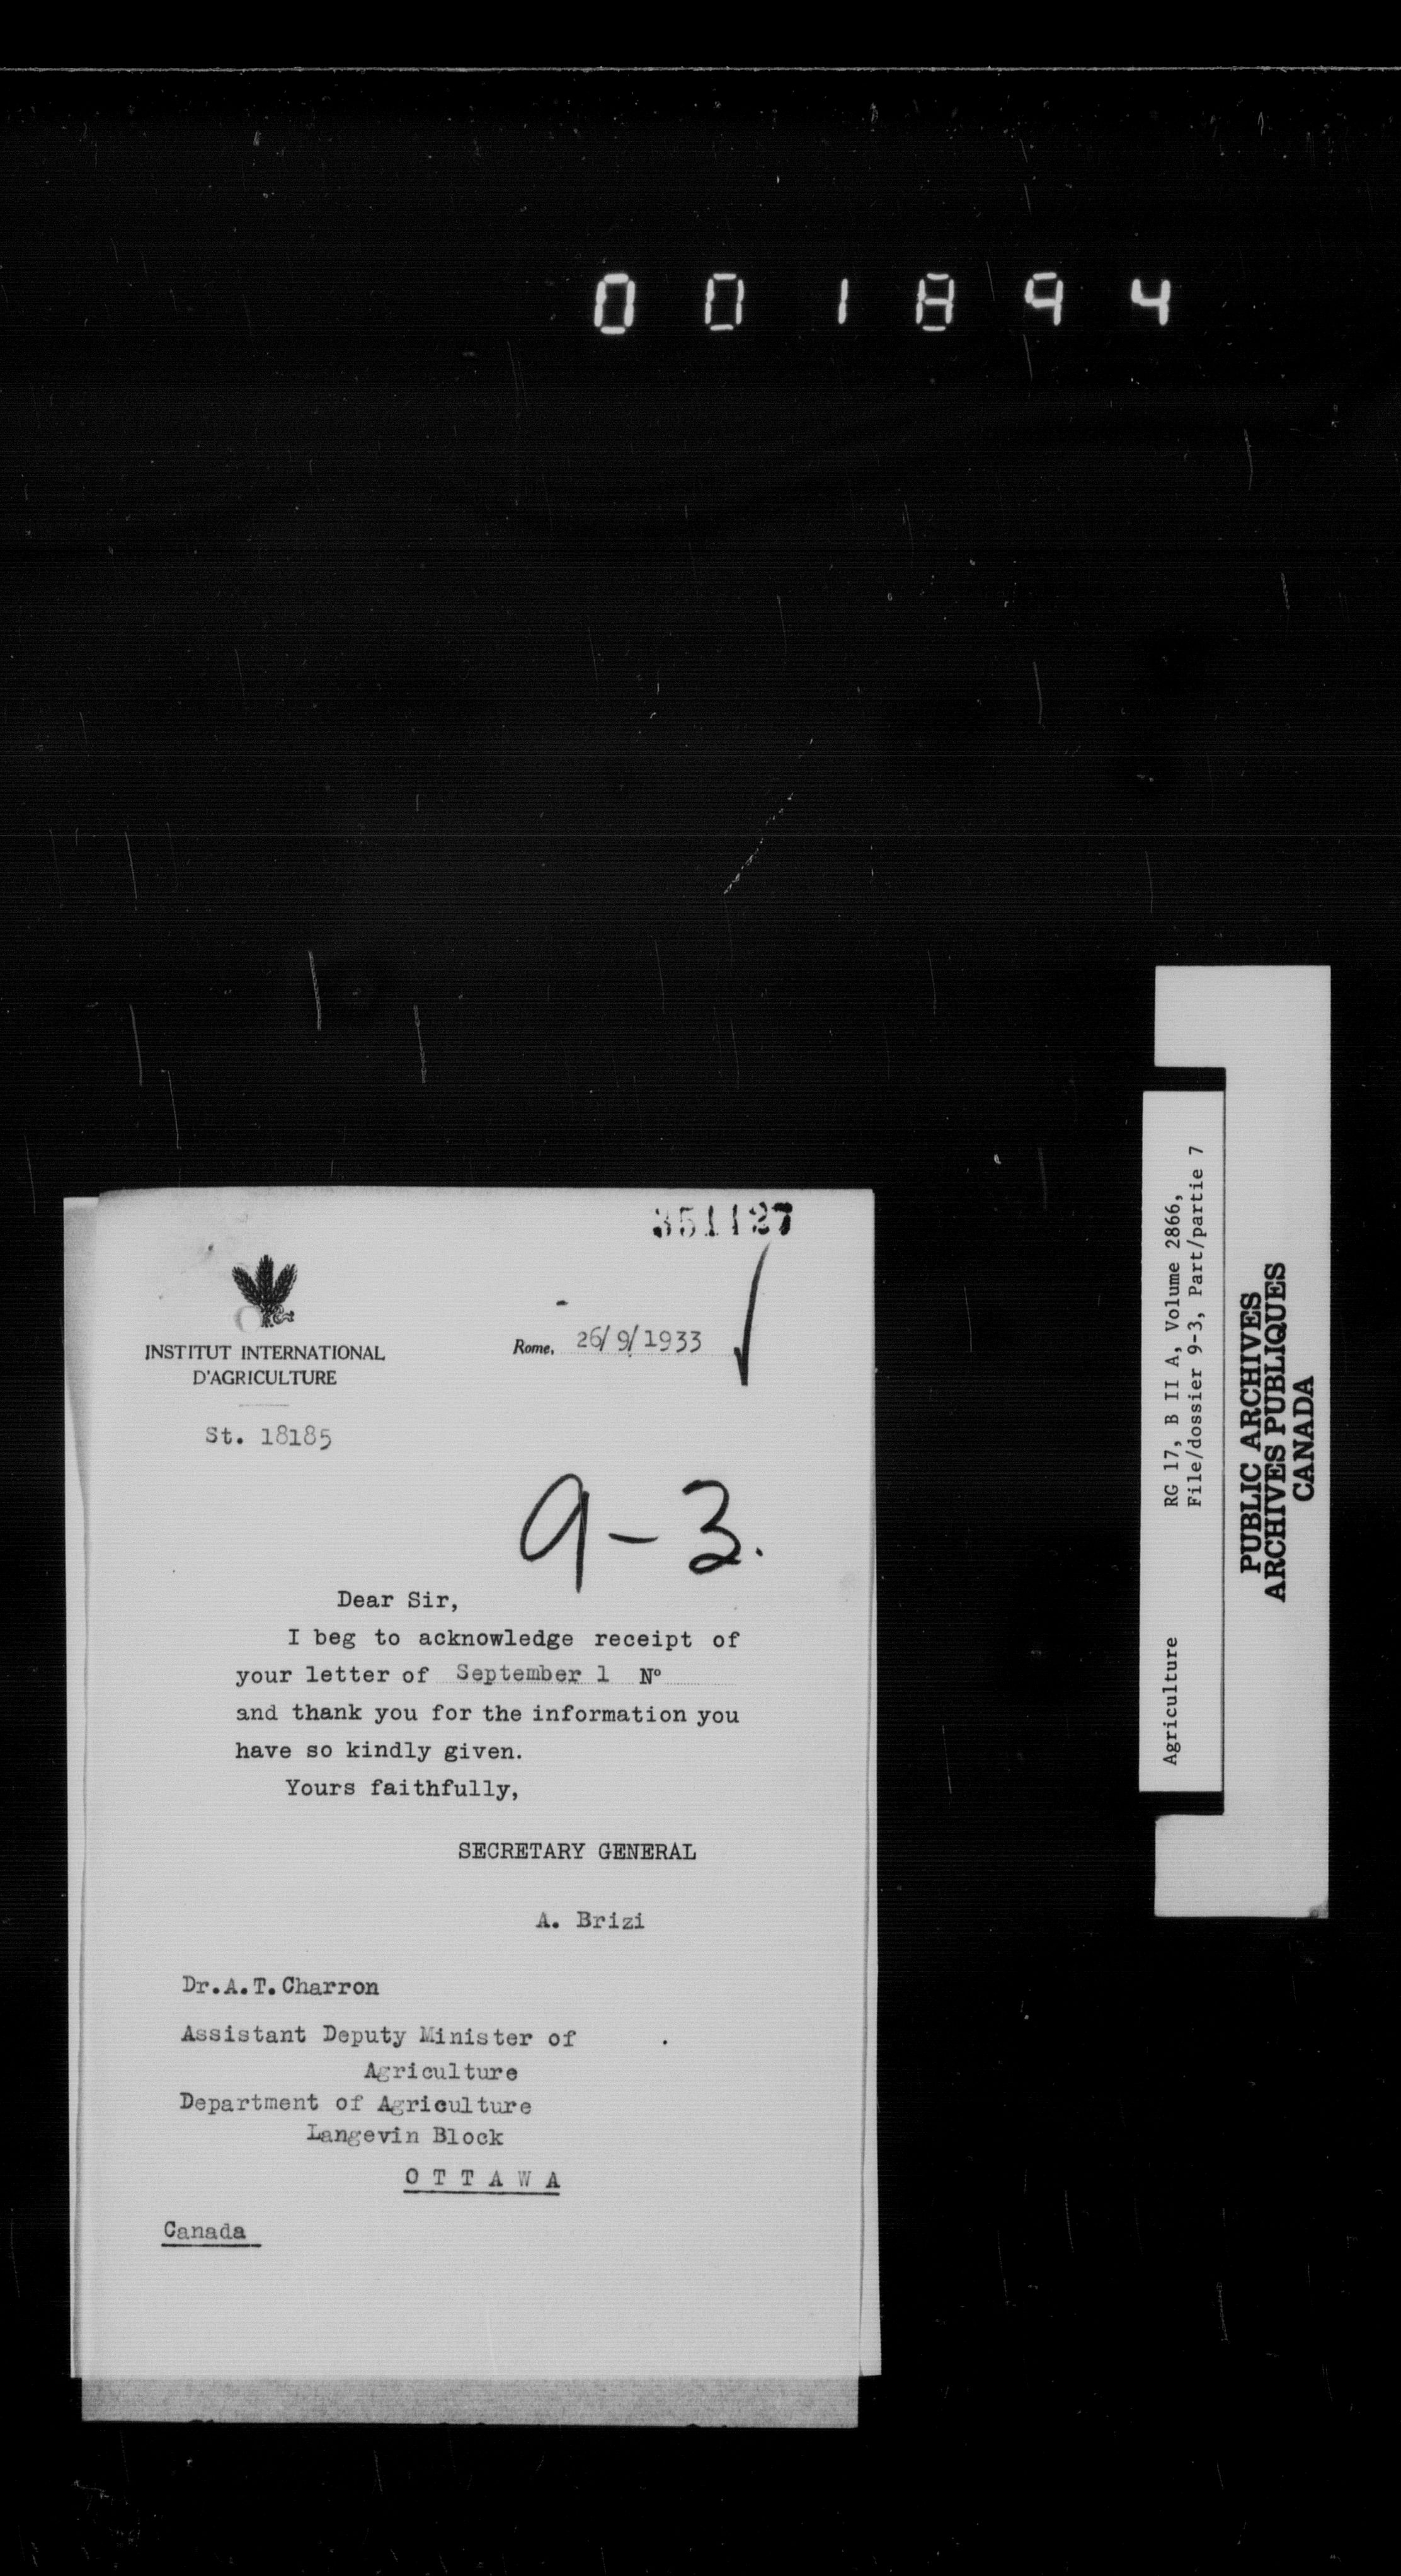 001894
351127
INSTITUT INTERNATIONAL
D'AGRICULTURE
Rome, 26/9/1933
St. 18185
9-3.
Dear Sir,
I beg to acknowledge receipt of
your letter of September 1 Nº
and thank you for the information you
have so kindly given.
Yours faithfully,
SECRETARY GENERAL
A. Brizi
Dr.A.T.Charron
Assistant Deputy Minister of
Agriculture
Department of Agriculture
Langevin Block
OTTAWA
Canada
Agriculture RG 17, B II A, Volume 2866,
File/dossier 9-3, Part/partie 7
PUBLIC ARCHIVES
ARCHIVES PUBLIQUES
CANADA